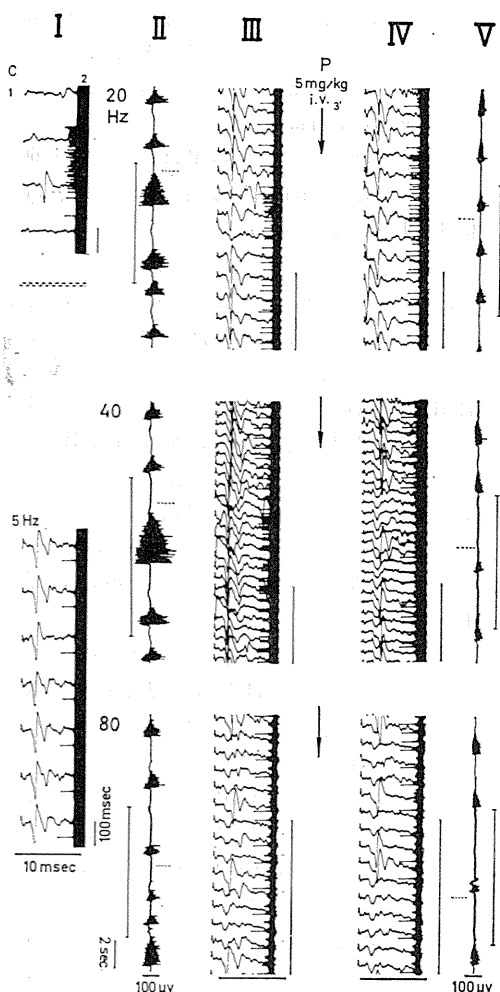 I II III IV V
C
1 2
20
Hz
P
5 mg/kg
i.v. 3'
40
5 Hz
80
100 msec
10 msec
2 sec.
100 µv 100 µv